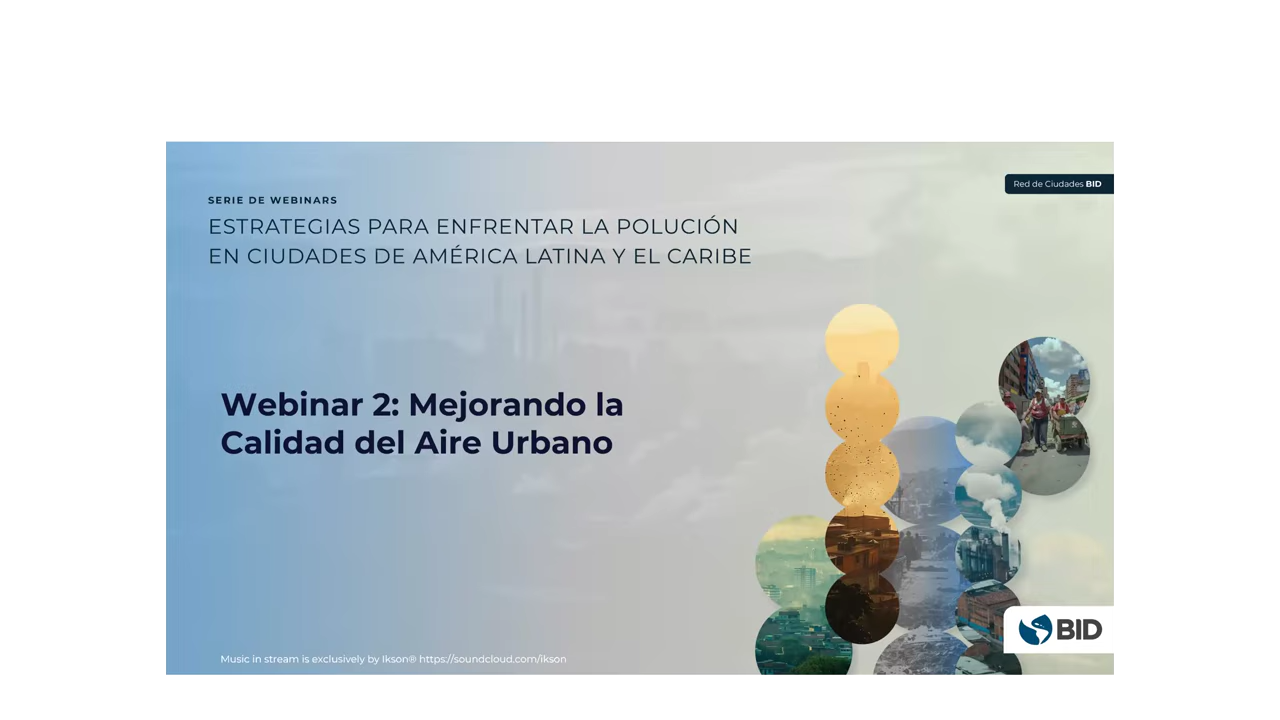 Red de Ciudades BID
SERIE DE WEBINARS
ESTRATEGIAS PARA ENFRENTAR LA POLUCIÓN
EN CIUDADES DE AMÉRICA LATINA Y EL CARIBE
Webinar 2: Mejorando la
Calidad del Aire Urbano
BID
Music in stream is exclusively by Ikson® https://soundcloud.com/ikson